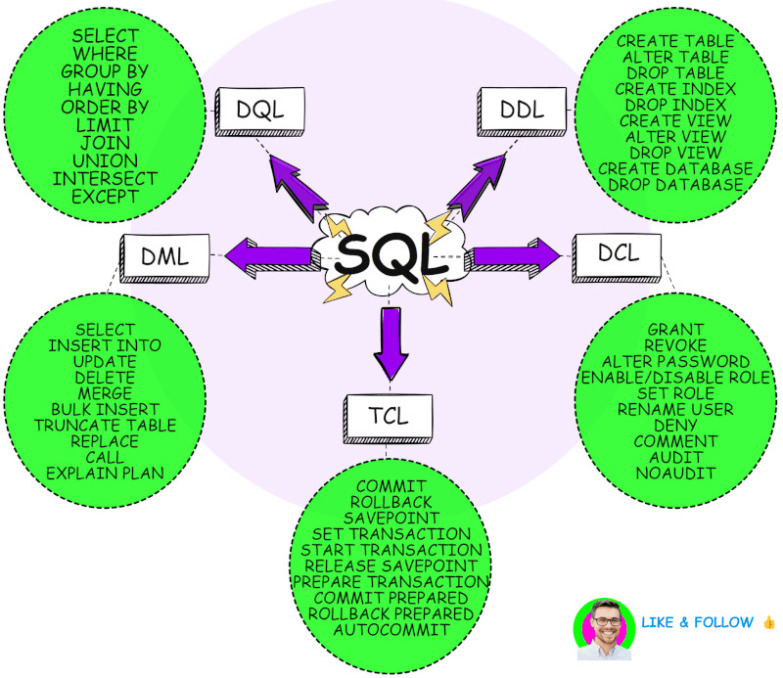 SELECT
WHERE
GROUP BY
HAVING
ORDER BY
LIMIT
JOIN
UNION
INTERSECT
EXCEPT
DQL
DDL
CREATE TABLE
ALTER TABLE
DROP TABLE
CREATE INDEX
DROP INDEX
CREATE VIEW
ALTER VIEW
DROP VIEW
CREATE DATABASE
DROP DATABASE
SQL
DML
SELECT
INSERT INTO
UPDATE
DELETE
MERGE
BULK INSERT
TRUNCATE TABLE
REPLACE
CALL
EXPLAIN PLAN
DCL
GRANT
REVOKE
ALTER PASSWORD
ENABLE/DISABLE ROLE
SET ROLE
RENAME USER
DENY
COMMENT
AUDIT
NOAUDIT
TCL
COMMIT
ROLLBACK
SAVEPOINT
SET TRANSACTION
START TRANSACTION
RELEASE SAVEPOINT
PREPARE TRANSACTION
COMMIT PREPARED
ROLLBACK PREPARED
AUTOCOMMIT
LIKE & FOLLOW 👍